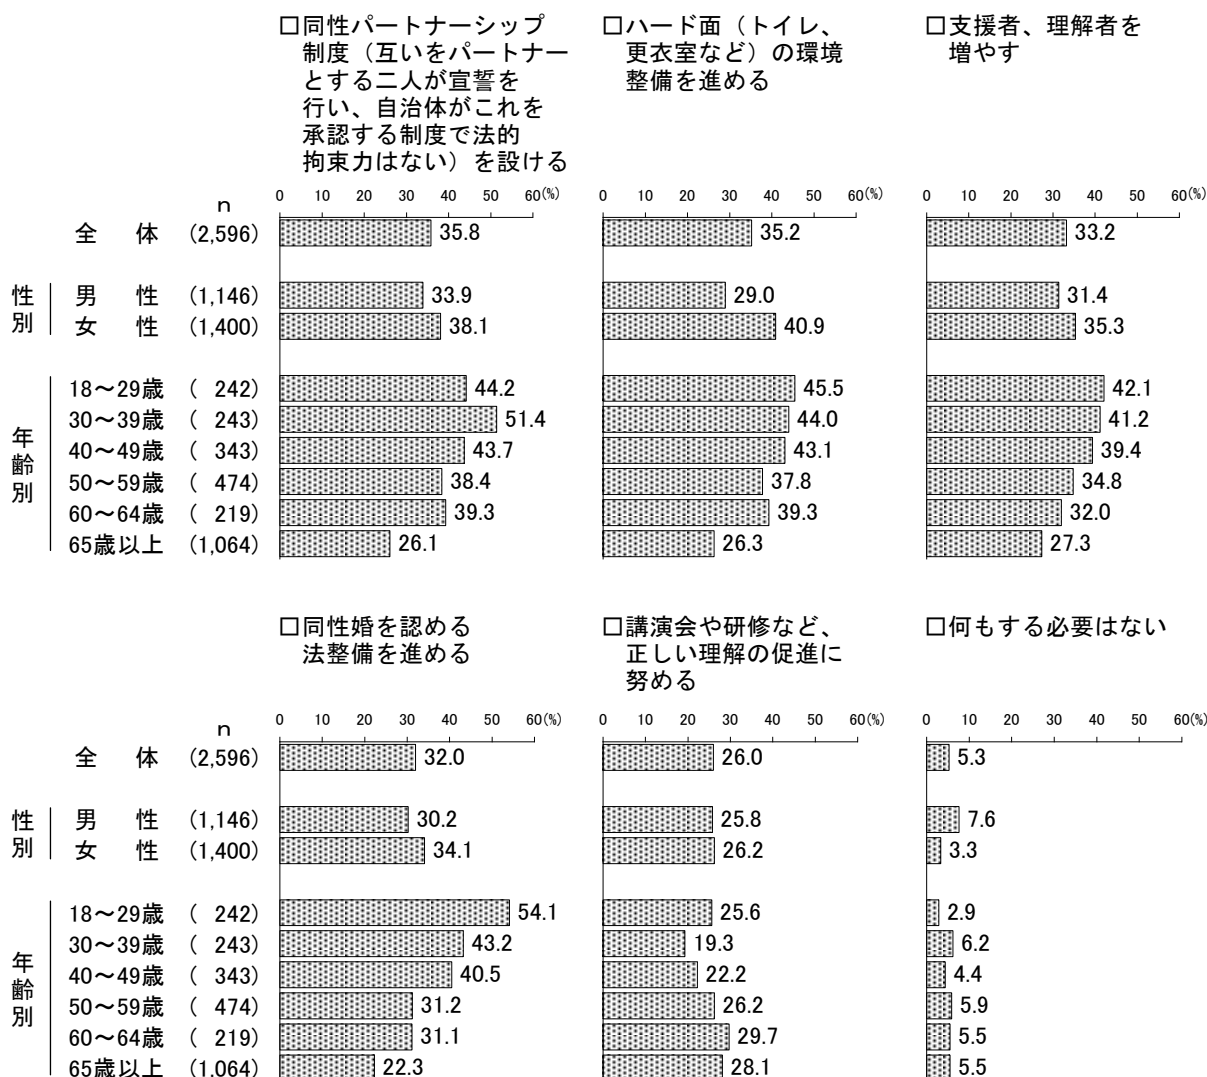 □同性パートナーシップ
制度（互いをパートナー
とする二人が宣誓を
行い、自治体がこれを
承認する制度で法的
拘束力はない）を設ける
□ハード面（トイレ、
更衣室など）の環境
整備を進める
□支援者、理解者を
増やす
n
0 10 20 30 40 50 60(%)
0 10 20 30 40 50 60(%)
0 10 20 30 40 50 60(%)
全 体 (2,596) 35.8 35.2 33.2
性別
男 性 (1,146) 33.9 29.0 31.4
女 性 (1,400) 38.1 40.9 35.3
年齢別
18～29歳 ( 242) 44.2 45.5 42.1
30～39歳 ( 243) 51.4 44.0 41.2
40～49歳 ( 343) 43.7 43.1 39.4
50～59歳 ( 474) 38.4 37.8 34.8
60～64歳 ( 219) 39.3 39.3 32.0
65歳以上 (1,064) 26.1 26.3 27.3
□同性婚を認める
法整備を進める
□講演会や研修など、
正しい理解の促進に
努める
□何もする必要はない
n
0 10 20 30 40 50 60(%)
0 10 20 30 40 50 60(%)
0 10 20 30 40 50 60(%)
全 体 (2,596) 32.0 26.0 5.3
性別
男 性 (1,146) 30.2 25.8 7.6
女 性 (1,400) 34.1 26.2 3.3
年齢別
18～29歳 ( 242) 54.1 25.6 2.9
30～39歳 ( 243) 43.2 19.3 6.2
40～49歳 ( 343) 40.5 22.2 4.4
50～59歳 ( 474) 31.2 26.2 5.9
60～64歳 ( 219) 31.1 29.7 5.5
65歳以上 (1,064) 22.3 28.1 5.5